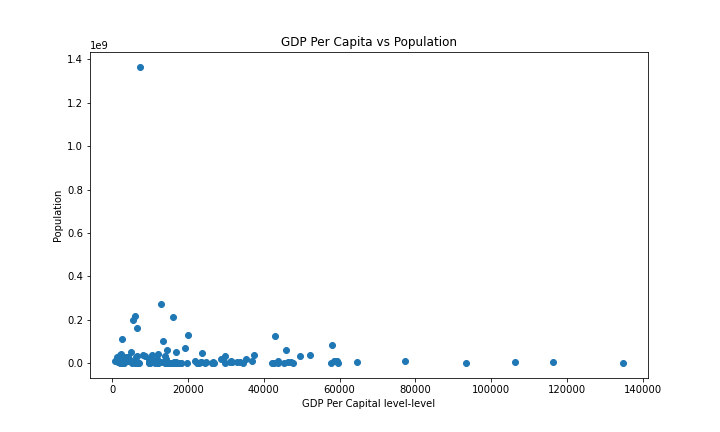 GDP Per Capita vs Population
1e9
1.4
1.2
1.0
0.8
0.6
0.4
0.2
0.0
Population
0 20000 40000 60000 80000 100000 120000 140000
GDP Per Capital level-level